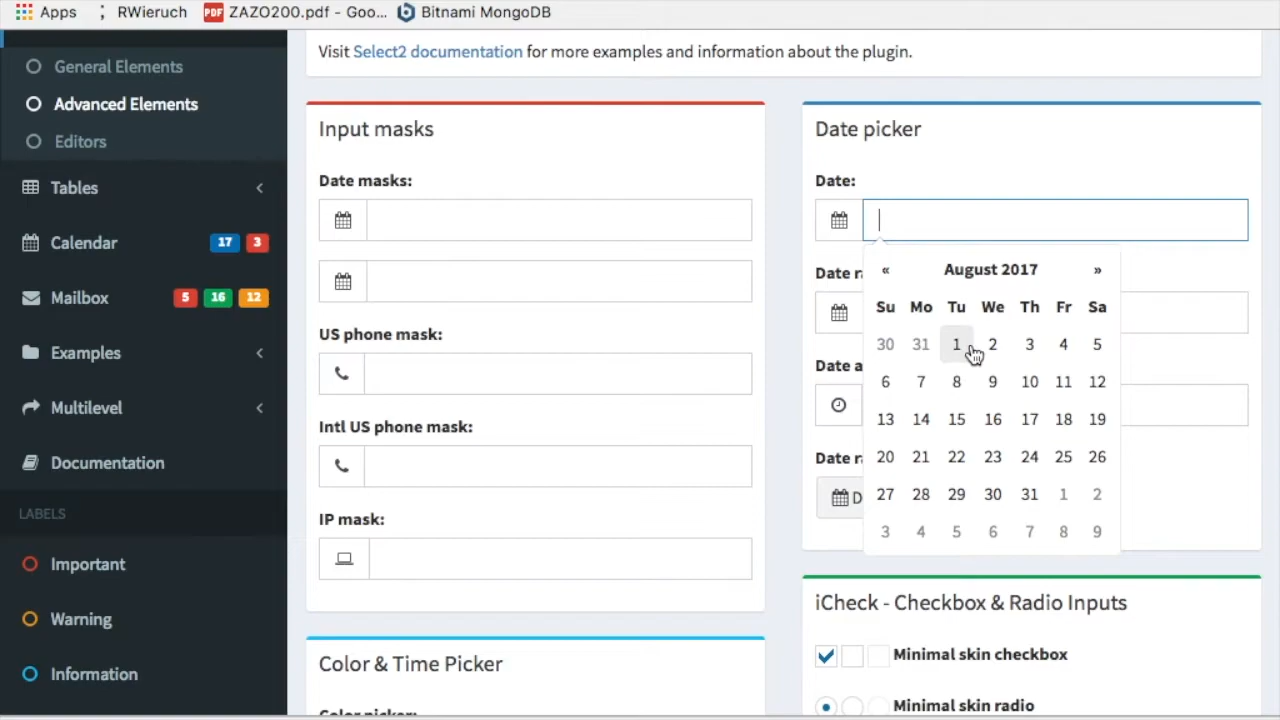 Apps ; RWieruch PDF ZAZO200.pdf - Goo... Bitnami MongoDB
General Elements
Advanced Elements
Editors
Tables
Calendar 17 3
Mailbox 5 16 12
Examples
Multilevel
Documentation
LABELS
Important
Warning
Information
Visit Select2 documentation for more examples and information about the plugin.
Input masks
Date masks:
US phone mask:
Intl US phone mask:
IP mask:
Color & Time Picker
Color picker:
Date picker
Date:
« August 2017 »
Su Mo Tu We Th Fr Sa
30 31 1 2 3 4 5
6 7 8 9 10 11 12
13 14 15 16 17 18 19
20 21 22 23 24 25 26
27 28 29 30 31 1 2
3 4 5 6 7 8 9
Date r
Date a
Date r
D
iCheck - Checkbox & Radio Inputs
Minimal skin checkbox
Minimal skin radio